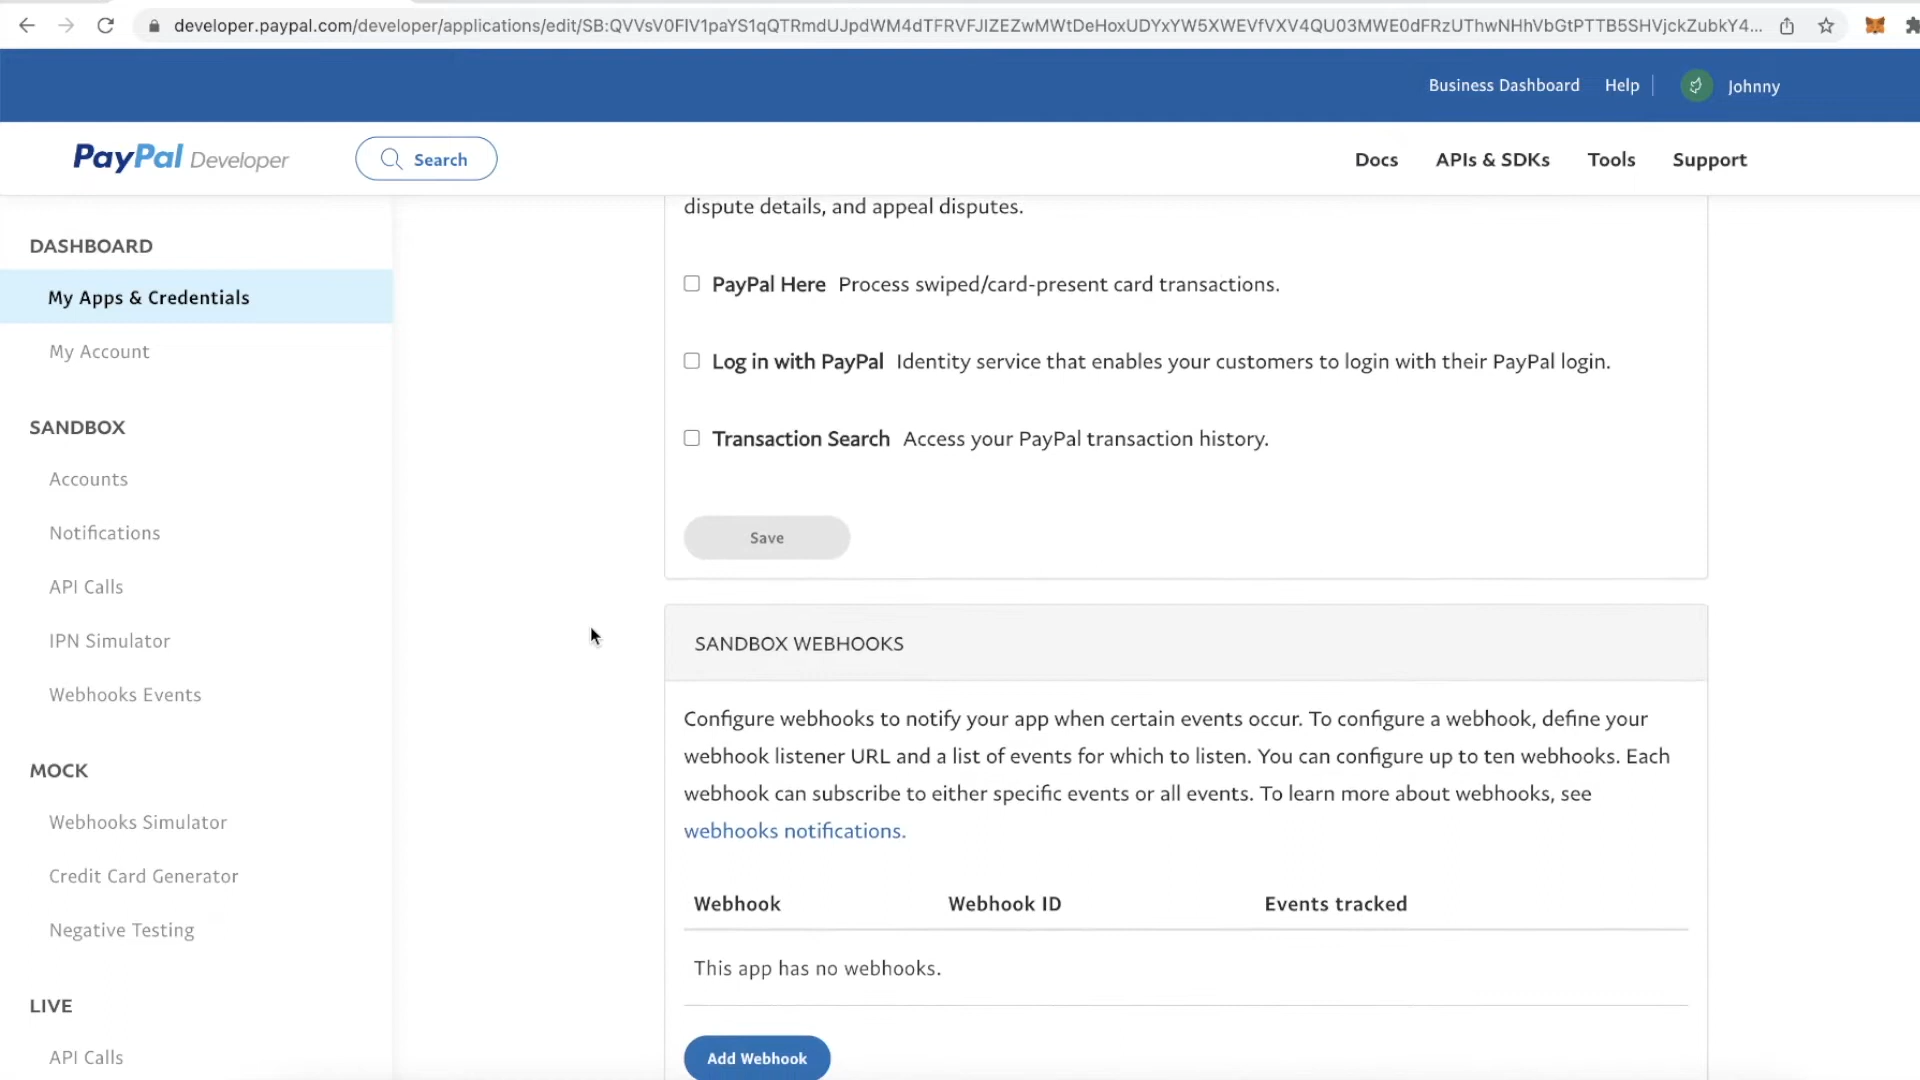 developer.paypal.com/developer/applications/edit/SB:QVVsV0FIV1paYS1qQTRmdUJpdWM4dTFRVFJIZEZwMWtDeHoxUDYxYW5XWEVfVXV4QU03MWE0dFRzUThwNHhVbGtPTTB5SHVjckZubkY4...
Business Dashboard Help Johnny
PayPal Developer Search Docs APIs & SDKs Tools Support
dispute details, and appeal disputes.
DASHBOARD
My Apps & Credentials
My Account
SANDBOX
Accounts
Notifications
API Calls
IPN Simulator
Webhooks Events
MOCK
Webhooks Simulator
Credit Card Generator
Negative Testing
LIVE
API Calls
PayPal Here Process swiped/card-present card transactions.
Log in with PayPal Identity service that enables your customers to login with their PayPal login.
Transaction Search Access your PayPal transaction history.
Save
SANDBOX WEBHOOKS
Configure webhooks to notify your app when certain events occur. To configure a webhook, define your
webhook listener URL and a list of events for which to listen. You can configure up to ten webhooks. Each
webhook can subscribe to either specific events or all events. To learn more about webhooks, see
webhooks notifications.
Webhook Webhook ID Events tracked
This app has no webhooks.
Add Webhook